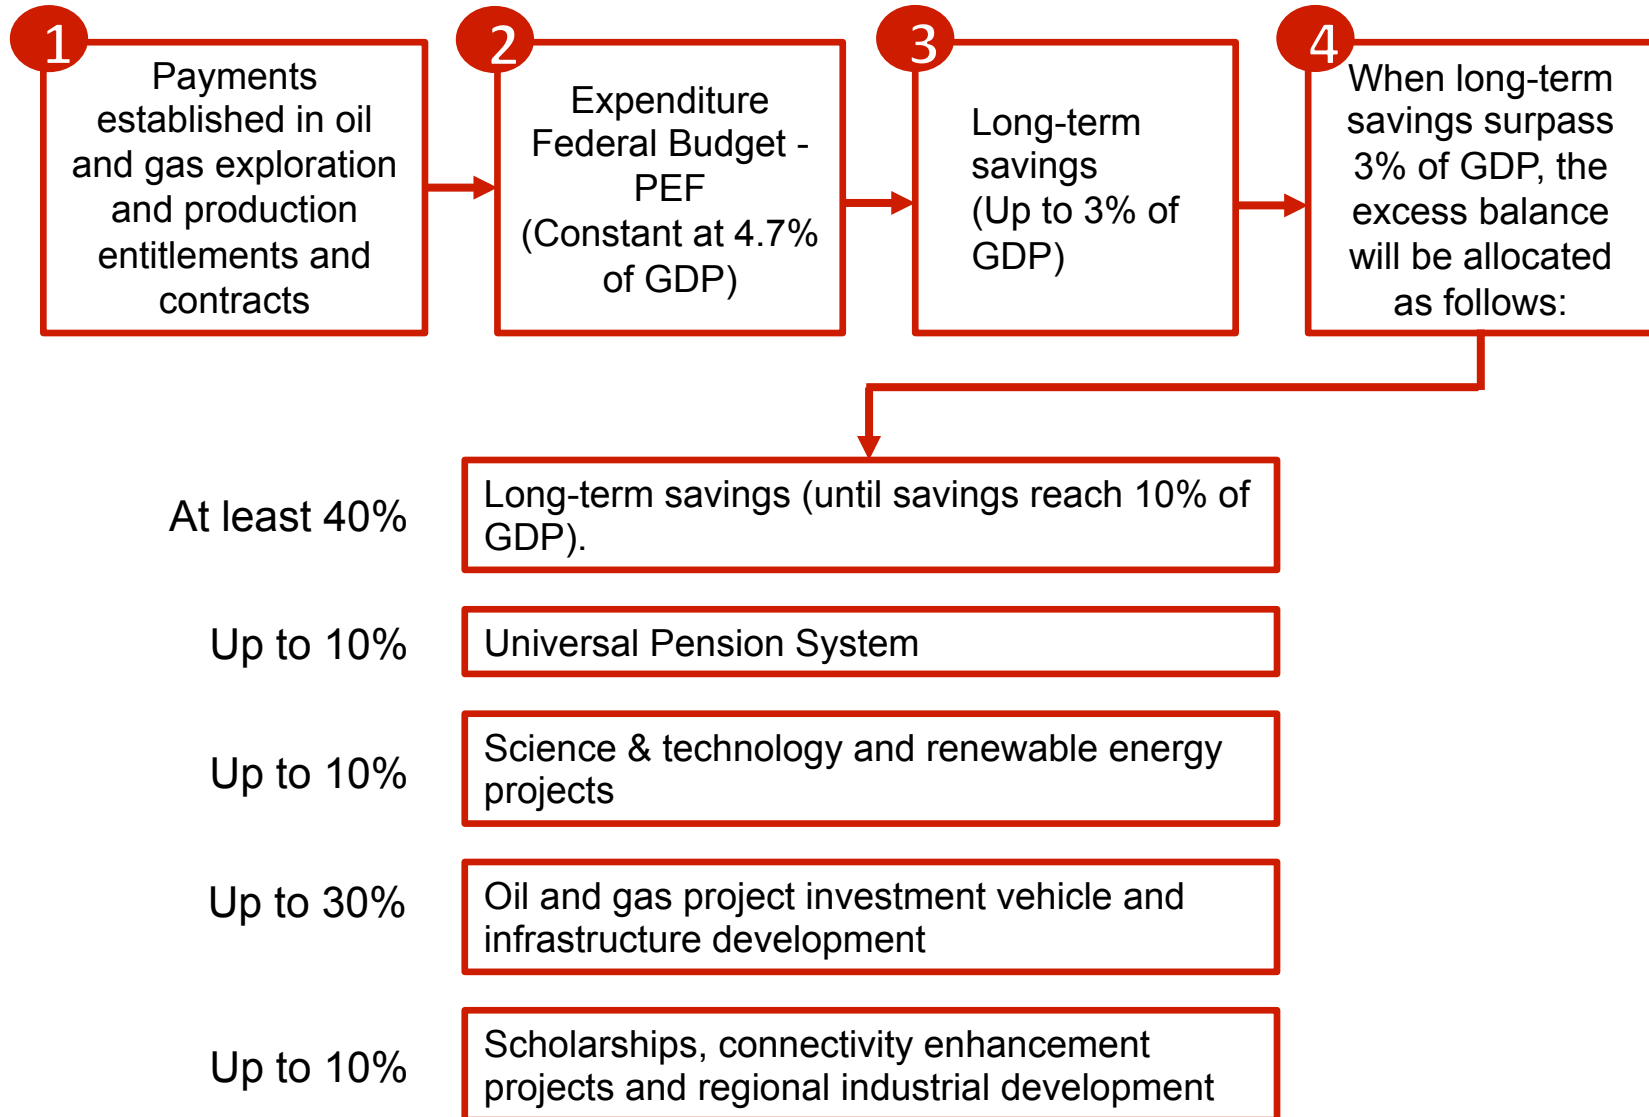 1
Payments
established in oil
and gas exploration
and production
entitlements and
contracts
2
Expenditure
Federal Budget -
PEF
(Constant at 4.7%
of GDP)
3
Long-term
savings
(Up to 3% of
GDP)
4
When long-term
savings surpass
3% of GDP, the
excess balance
will be allocated
as follows:
At least 40%
Long-term savings (until savings reach 10% of
GDP).
Up to 10%
Universal Pension System
Up to 10%
Science & technology and renewable energy
projects
Up to 30%
Oil and gas project investment vehicle and
infrastructure development
Up to 10%
Scholarships, connectivity enhancement
projects and regional industrial development